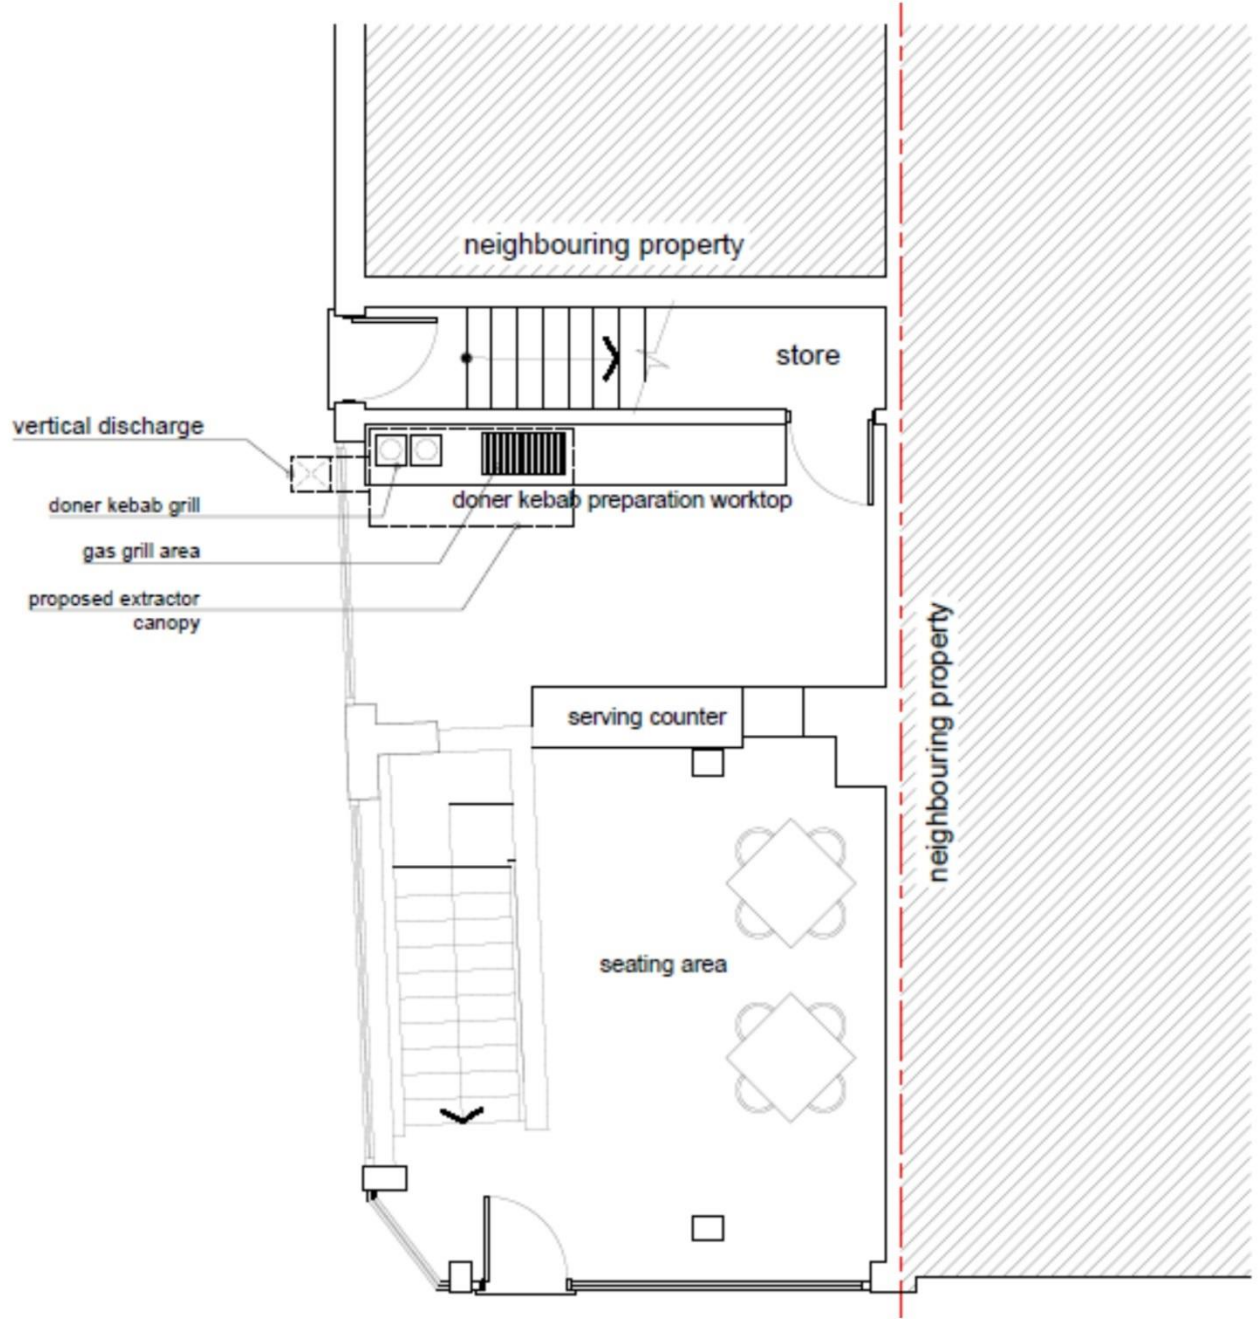 neighbouring property
store
vertical discharge
doner kebab grill
doner kebab preparation worktop
gas grill area
proposed extractor
canopy
neighbouring property
serving counter
seating area